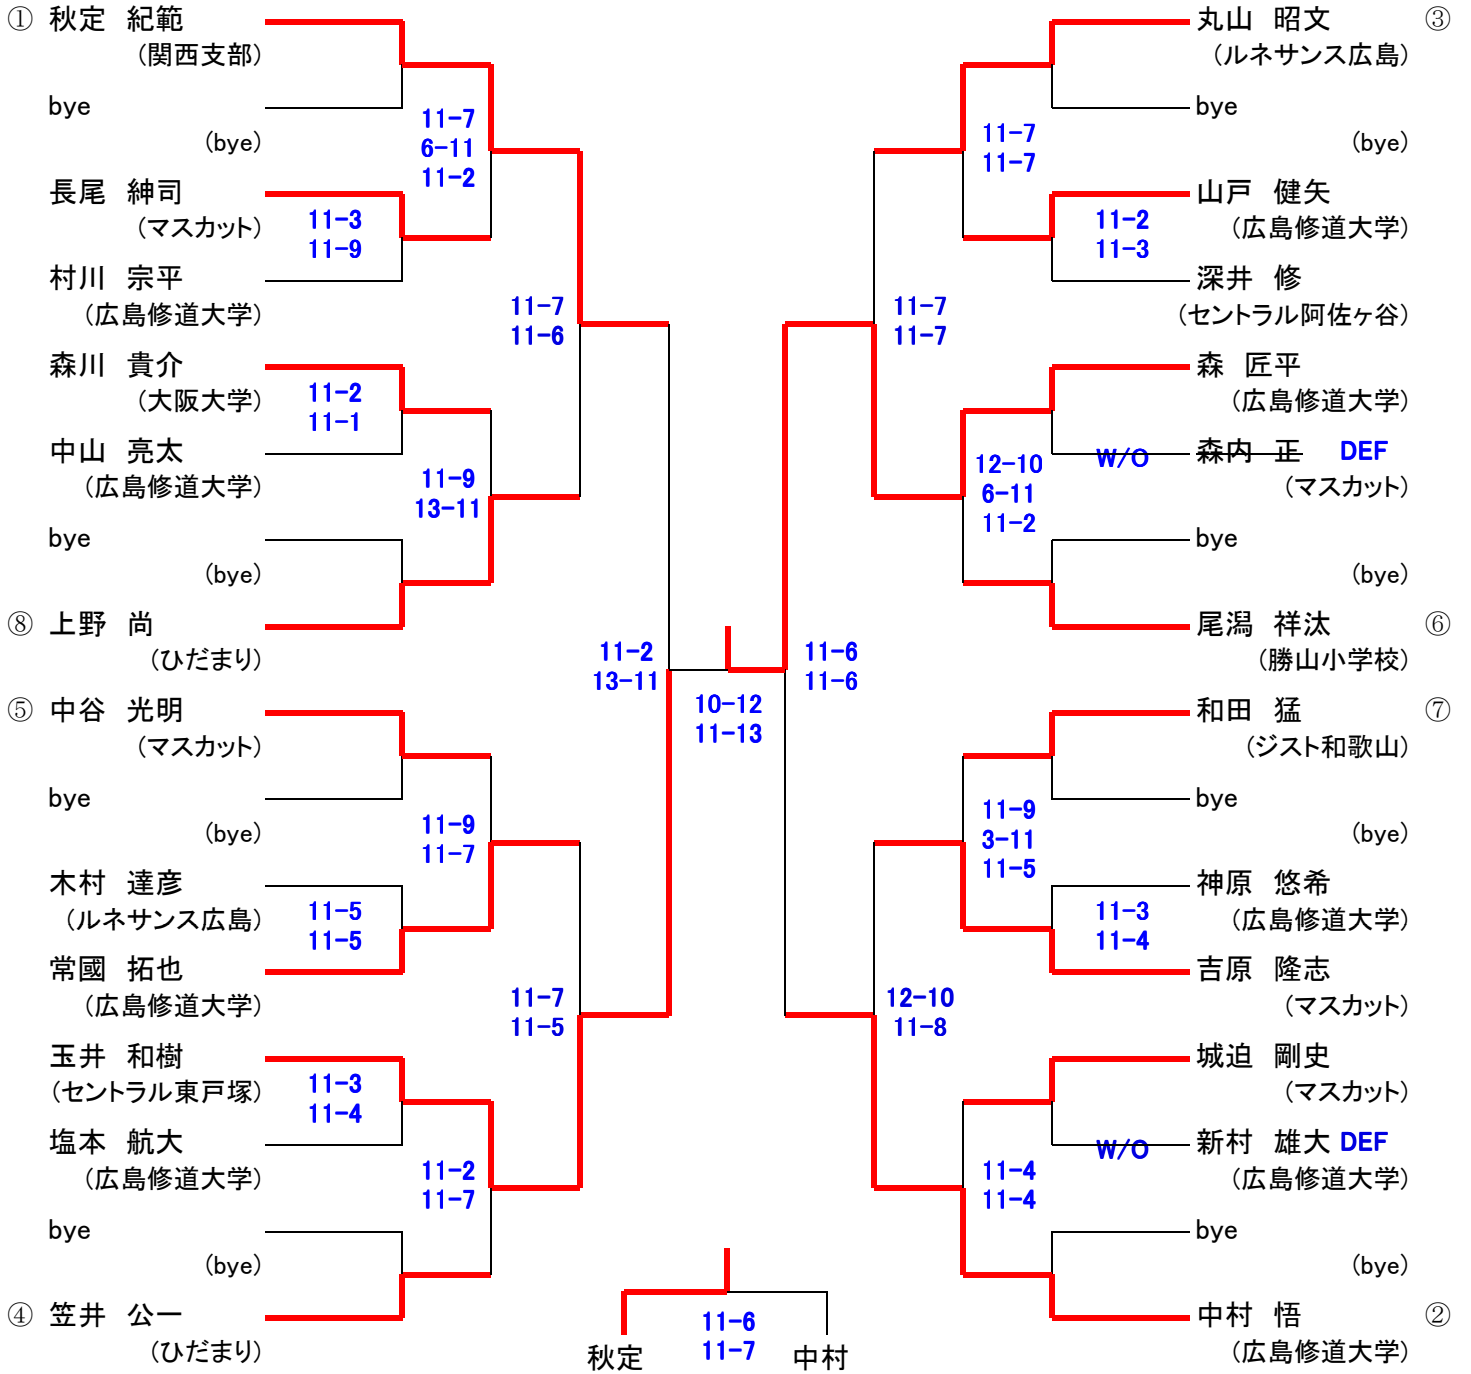 ① 秋定 紀範
(関西支部)
bye
(bye)
11-7
6-11
11-2
長尾 紳司
(マスカット)
11-3
11-9
村川 宗平
(広島修道大学)
11-7
11-6
森川 貴介
(大阪大学)
11-2
11-1
中山 亮太
(広島修道大学)
11-9
13-11
bye
(bye)
⑧ 上野 尚
(ひだまり)
11-2
13-11
⑤ 中谷 光明
(マスカット)
bye
(bye)
11-9
11-7
木村 達彦
(ルネサンス広島)
11-5
11-5
常國 拓也
(広島修道大学)
11-7
11-5
玉井 和樹
(セントラル東戸塚)
11-3
11-4
塩本 航大
(広島修道大学)
11-2
11-7
bye
(bye)
④ 笠井 公一
(ひだまり)
10-12
11-13
11-6
11-7
秋定 中村
丸山 昭文 ③
(ルネサンス広島)
bye
(bye)
11-7
11-7
山戸 健矢
(広島修道大学)
11-2
11-3
深井 修
(セントラル阿佐ヶ谷)
11-7
11-7
森 匠平
(広島修道大学)
W/O
森内 正 DEF
(マスカット)
12-10
6-11
11-2
bye
(bye)
尾潟 祥汰 ⑥
(勝山小学校)
11-6
11-6
和田 猛 ⑦
(ジスト和歌山)
bye
(bye)
11-9
3-11
11-5
神原 悠希
(広島修道大学)
11-3
11-4
吉原 隆志
(マスカット)
12-10
11-8
城迫 剛史
(マスカット)
W/O
新村 雄大 DEF
(広島修道大学)
11-4
11-4
bye
(bye)
中村 悟 ②
(広島修道大学)